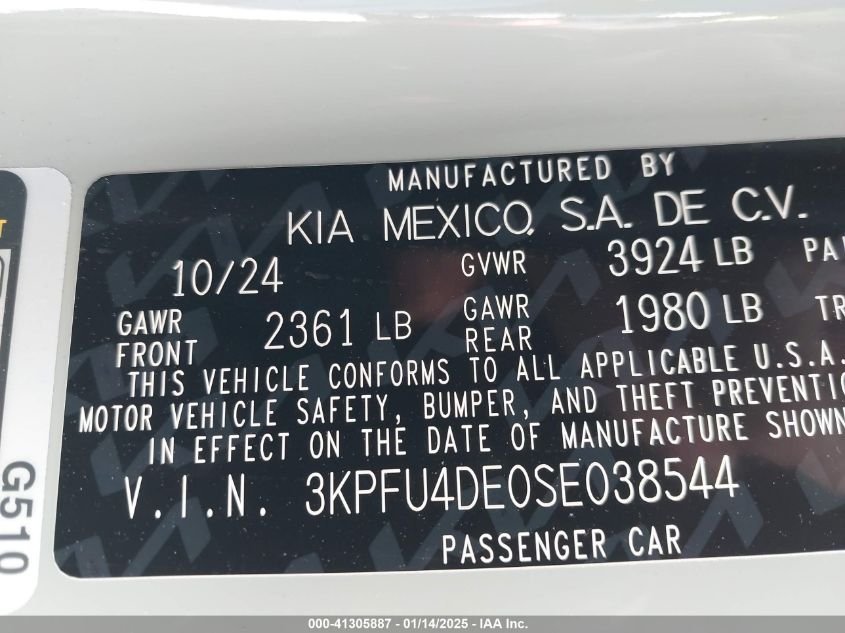 MANUFACTURED BY
KIA MEXICO, S.A. DE C.V.
10/24 GVWR 3924 LB
GAWR FRONT 2361 LB GAWR REAR 1980 LB
THIS VEHICLE CONFORMS TO ALL APPLICABLE U.S.A.
MOTOR VEHICLE SAFETY, BUMPER, AND THEFT
IN EFFECT ON THE DATE OF MANUFACTURE SHOWN
V.I.N. 3KPFU4DE0SE038544
PASSENGER CAR
G510
000-41305887 - 01/14/2025 - IAA Inc.